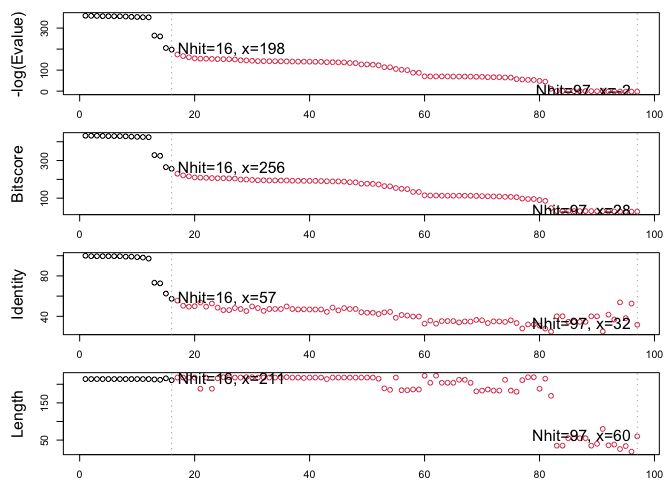 -log(Evalue)
300
100
0
Nhit=16, x=198
Nhit=97, x=-2
0 20 40 60 80 100
Bitscore
300
100
Nhit=16, x=256
Nhit=97, x=28
0 20 40 60 80 100
Identity
80
40
Nhit=16, x=57
Nhit=97, x=32
0 20 40 60 80 100
Length
150
50
Nhit=16, x=211
Nhit=97, x=60
0 20 40 60 80 100